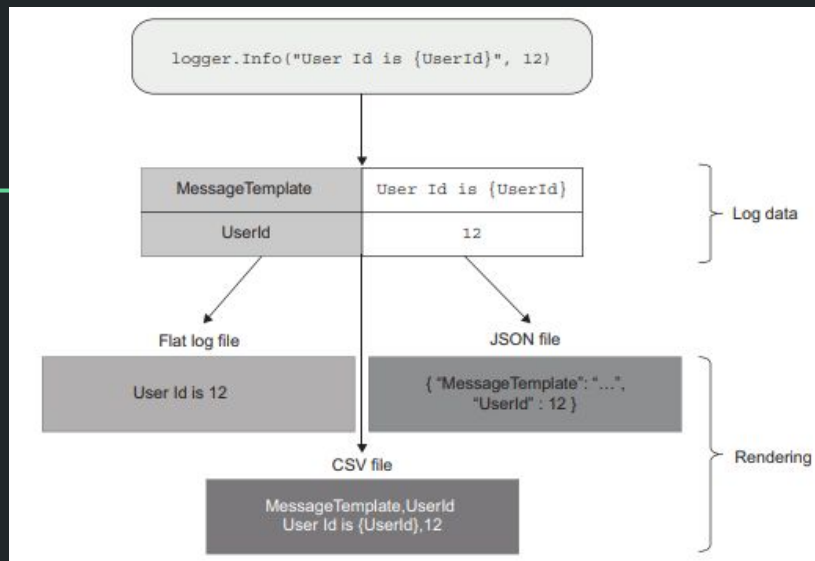 logger.Info("User Id is {UserId}", 12)
MessageTemplate
User Id is {UserId}
UserId
12
Log data
Flat log file
User Id is 12
JSON file
{ “MessageTemplate”: “…”,
“UserId” : 12 }
CSV file
MessageTemplate,UserId
User Id is {UserId},12
Rendering